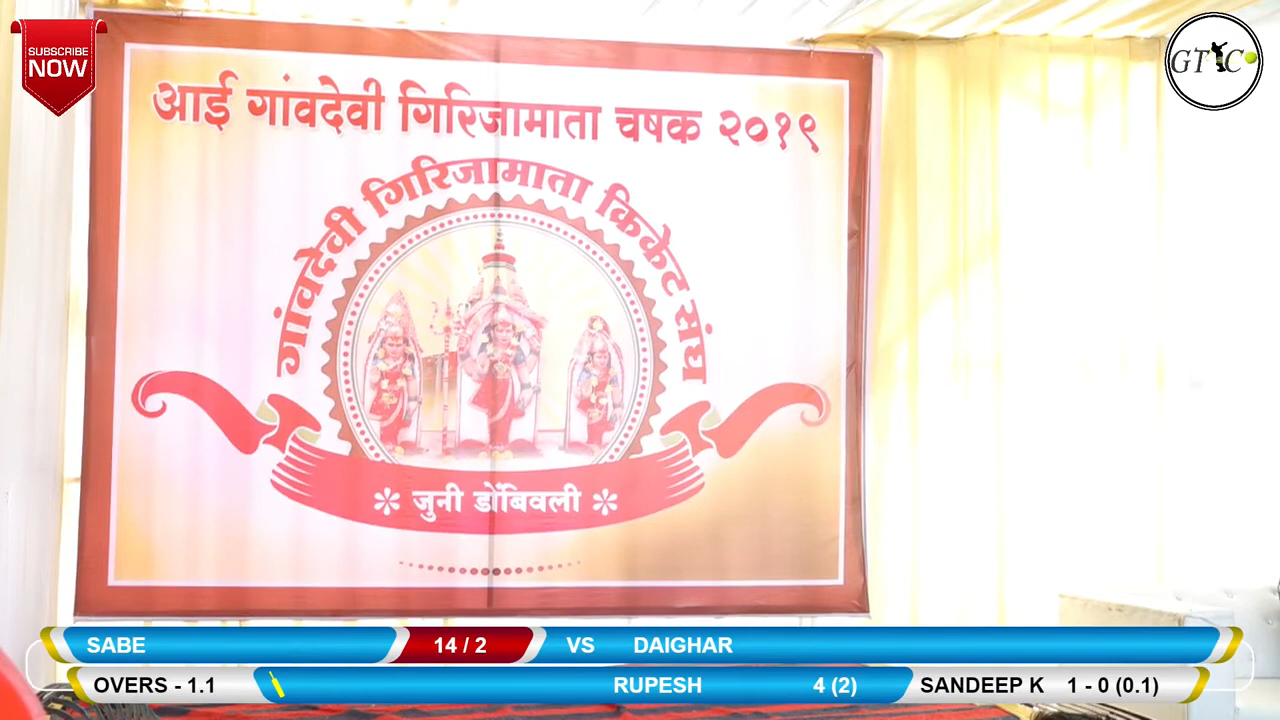 SUBSCRIBE
NOW
GTC
आई गांवदेवी गिरिजामाता चषक २०१९
गांवदेवी गिरिजामाता क्रिकेट संघ
जुनी डोंबिवली
SABE 14 / 2 VS DAIGHAR
OVERS - 1.1 RUPESH 4 (2) SANDEEP K 1 - 0 (0.1)